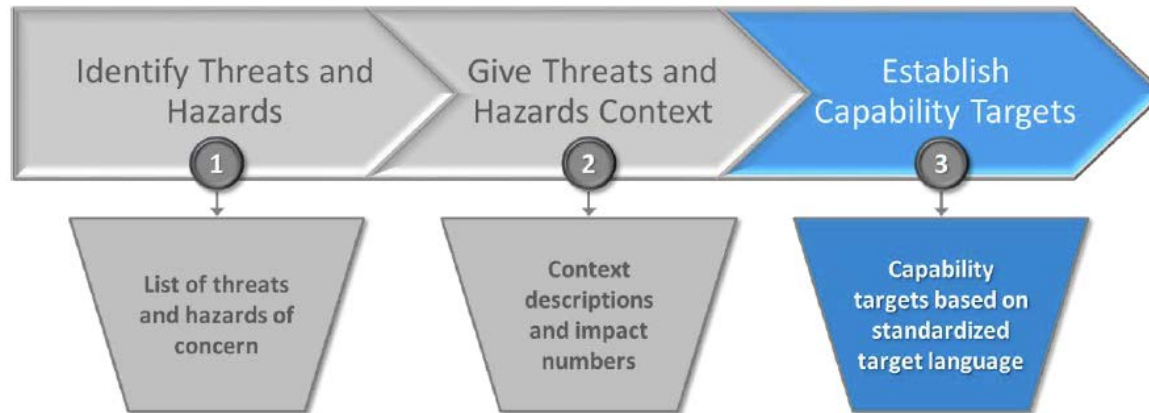 Identify Threats and
Hazards
1
List of threats
and hazards of
concern
Give Threats and
Hazards Context
2
Context
descriptions
and impact
numbers
Establish
Capability Targets
3
Capability
targets based on
standardized
target language